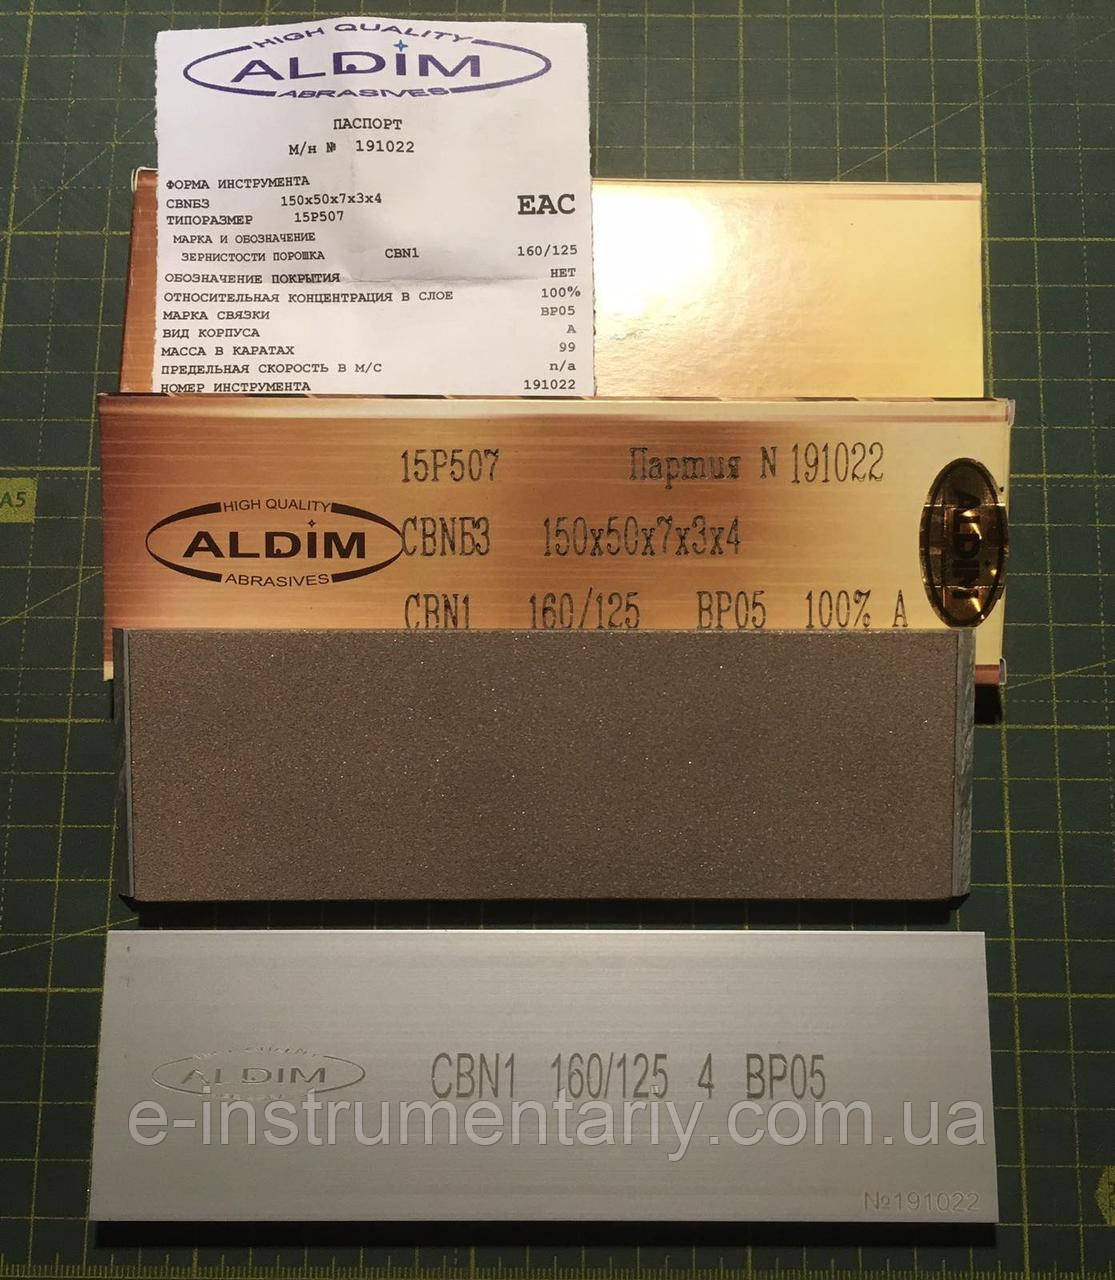 HIGH QUALITY
ALDIM
ABRASIVES
ПАСПОРТ
М/н № 191022
ФОРМА ИНСТРУМЕНТА
CBNБЗ 150x50x7x3x4
ТИПОРАЗМЕР 15P507
EAC
МАРКА И ОБОЗНАЧЕНИЕ
ЗЕРНИСТОСТИ ПОРОШКА CBN1 160/125
ОБОЗНАЧЕНИЕ ПОКРЫТИЯ НЕТ
ОТНОСИТЕЛЬНАЯ КОНЦЕНТРАЦИЯ В СЛОЕ 100%
МАРКА СВЯЗКИ BP05
ВИД КОРПУСА А
МАССА В КАРАТАХ 99
ПРЕДЕЛЬНАЯ СКОРОСТЬ В М/С n/a
НОМЕР ИНСТРУМЕНТА 191022
A5
15P507 Партия N 191022
HIGH QUALITY
ALDIM
ABRASIVES
CBNБЗ 150x50x7x3x4
ALDIM
CBN1 160/125 BP05 100% A
ALDIM
CBN1 160/125 4 BP05
e-instrumentariy.com.ua
№191022